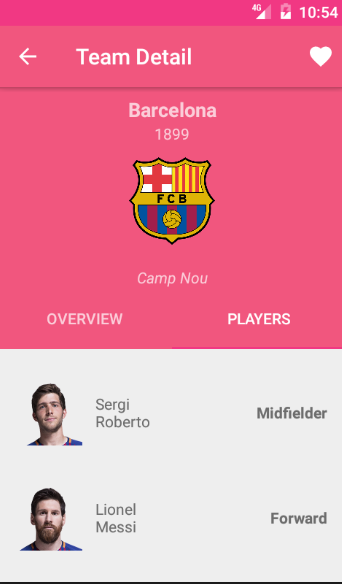 4G 10:54
Team Detail
Barcelona
1899
FCB
Camp Nou
OVERVIEW PLAYERS
Sergi
Roberto
Midfielder
Lionel
Messi
Forward